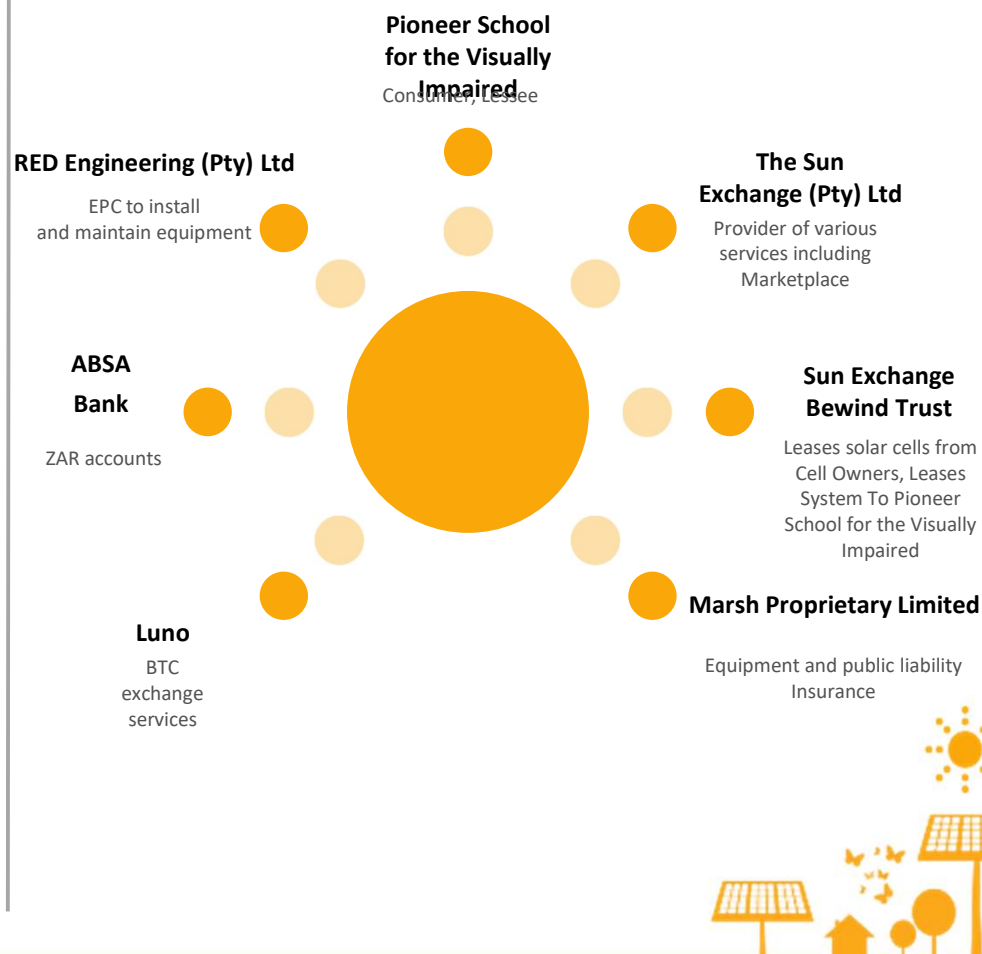 Pioneer School
for the Visually
Impaired
Consumer, Lessee
RED Engineering (Pty) Ltd
EPC to install
and maintain equipment
The Sun
Exchange (Pty) Ltd
Provider of various
services including
Marketplace
ABSA
Bank
ZAR accounts
Sun Exchange
Bewind Trust
Leases solar cells from
Cell Owners, Leases
System To Pioneer
School for the Visually
Impaired
Luno
BTC
exchange
services
Marsh Proprietary Limited
Equipment and public liability
Insurance